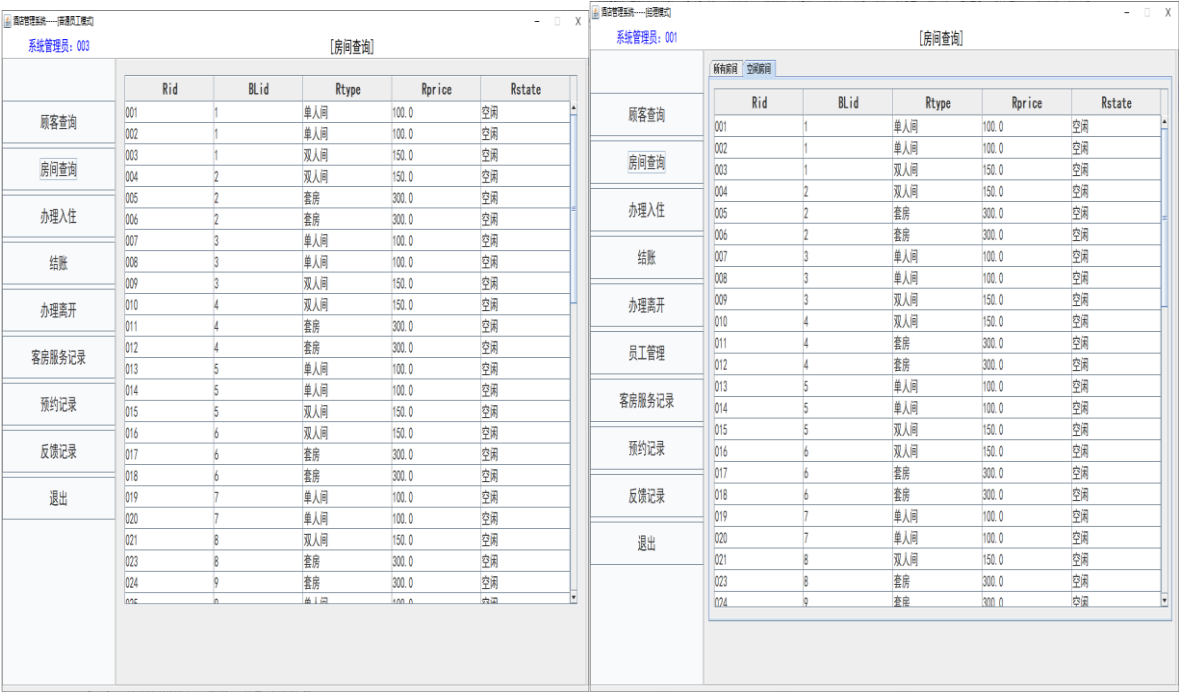 酒店管理系统-----[普通员工模式]
系统管理员: 003
[房间查询]
顾客查询
房间查询
办理入住
结账
办理离开
客房服务记录
预约记录
反馈记录
退出
Rid BLid Rtype Rprice Rstate
001 1 单人间 100.0 空闲
002 1 单人间 100.0 空闲
003 1 双人间 150.0 空闲
004 2 双人间 150.0 空闲
005 2 套房 300.0 空闲
006 2 套房 300.0 空闲
007 3 单人间 100.0 空闲
008 3 单人间 100.0 空闲
009 3 双人间 150.0 空闲
010 4 双人间 150.0 空闲
011 4 套房 300.0 空闲
012 4 套房 300.0 空闲
013 5 单人间 100.0 空闲
014 5 单人间 100.0 空闲
015 5 双人间 150.0 空闲
016 6 双人间 150.0 空闲
017 6 套房 300.0 空闲
018 6 套房 300.0 空闲
019 7 单人间 100.0 空闲
020 7 单人间 100.0 空闲
021 8 双人间 150.0 空闲
023 8 套房 300.0 空闲
024 9 套房 300.0 空闲
酒店管理系统-----[经理模式]
系统管理员: 001
[房间查询]
顾客查询
房间查询
办理入住
结账
办理离开
员工管理
客房服务记录
预约记录
反馈记录
退出
所有房间 空闲房间
Rid BLid Rtype Rprice Rstate
001 1 单人间 100.0 空闲
002 1 单人间 100.0 空闲
003 1 双人间 150.0 空闲
004 2 双人间 150.0 空闲
005 2 套房 300.0 空闲
006 2 套房 300.0 空闲
007 3 单人间 100.0 空闲
008 3 单人间 100.0 空闲
009 3 双人间 150.0 空闲
010 4 双人间 150.0 空闲
011 4 套房 300.0 空闲
012 4 套房 300.0 空闲
013 5 单人间 100.0 空闲
014 5 单人间 100.0 空闲
015 5 双人间 150.0 空闲
016 6 双人间 150.0 空闲
017 6 套房 300.0 空闲
018 6 套房 300.0 空闲
019 7 单人间 100.0 空闲
020 7 单人间 100.0 空闲
021 8 双人间 150.0 空闲
023 8 套房 300.0 空闲
024 9 套房 300.0 空闲